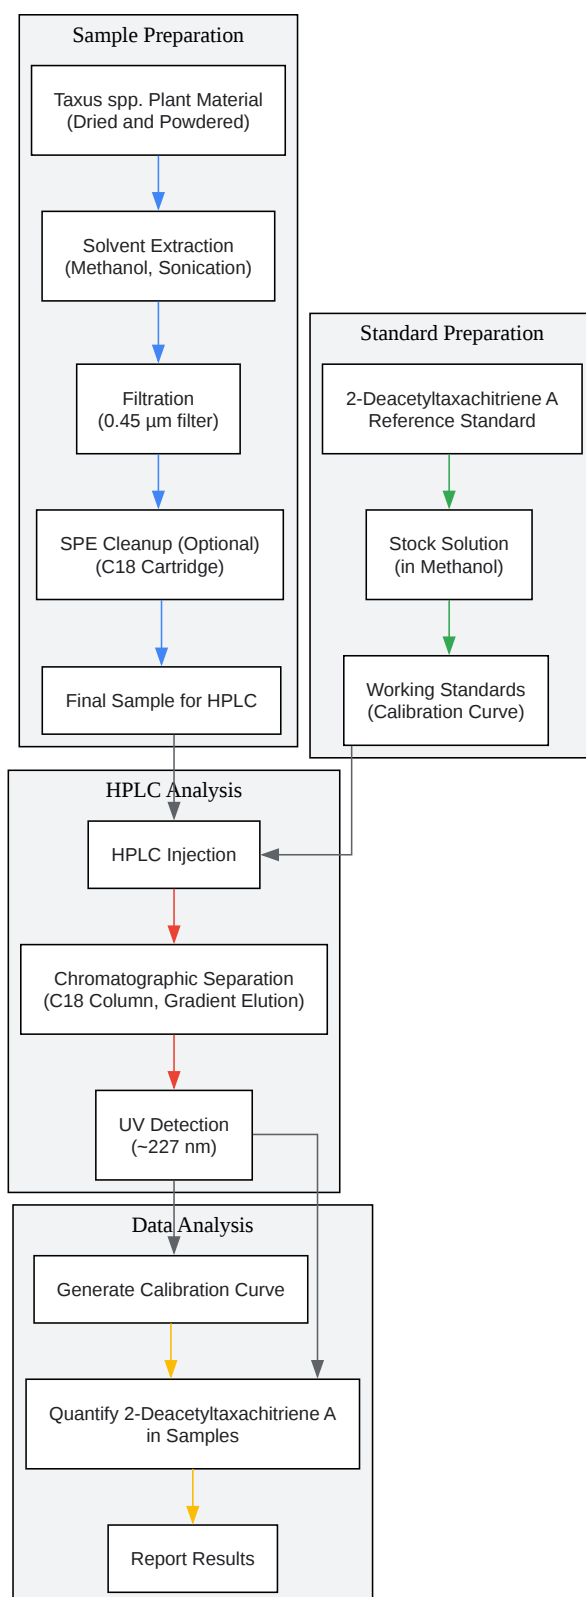 Sample Preparation
Taxus spp. Plant Material
(Dried and Powdered)
Solvent Extraction
(Methanol, Sonication)
Filtration
(0.45 µm filter)
SPE Cleanup (Optional)
(C18 Cartridge)
Final Sample for HPLC
Standard Preparation
2-Deacetyltaxachitriene A
Reference Standard
Stock Solution
(in Methanol)
Working Standards
(Calibration Curve)
HPLC Analysis
HPLC Injection
Chromatographic Separation
(C18 Column, Gradient Elution)
UV Detection
(~227 nm)
Data Analysis
Generate Calibration Curve
Quantify 2-Deacetyltaxachitriene A
in Samples
Report Results